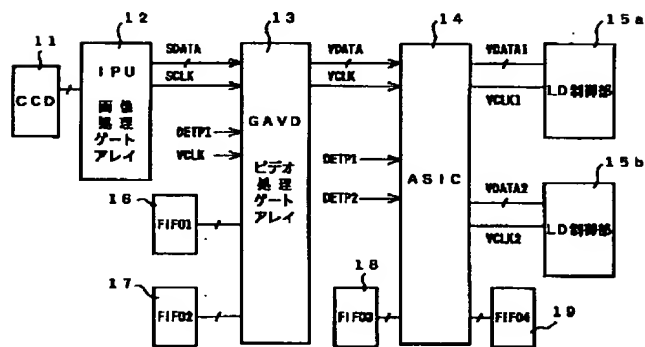 11
CCD
12
IPU
画像
処理
ゲート
アレイ
SDATA
SCLK
DETP1
VCLK
16
FIFO1
17
FIFO2
13
GAVD
ビデオ
処理
ゲート
アレイ
VDATA
VCLK
DETP1
DETP2
18
FIFO3
14
ASIC
VDATA1
VCLK1
VDATA2
VCLK2
FIFO4
19
15a
LD制御部
15b
LD制御部